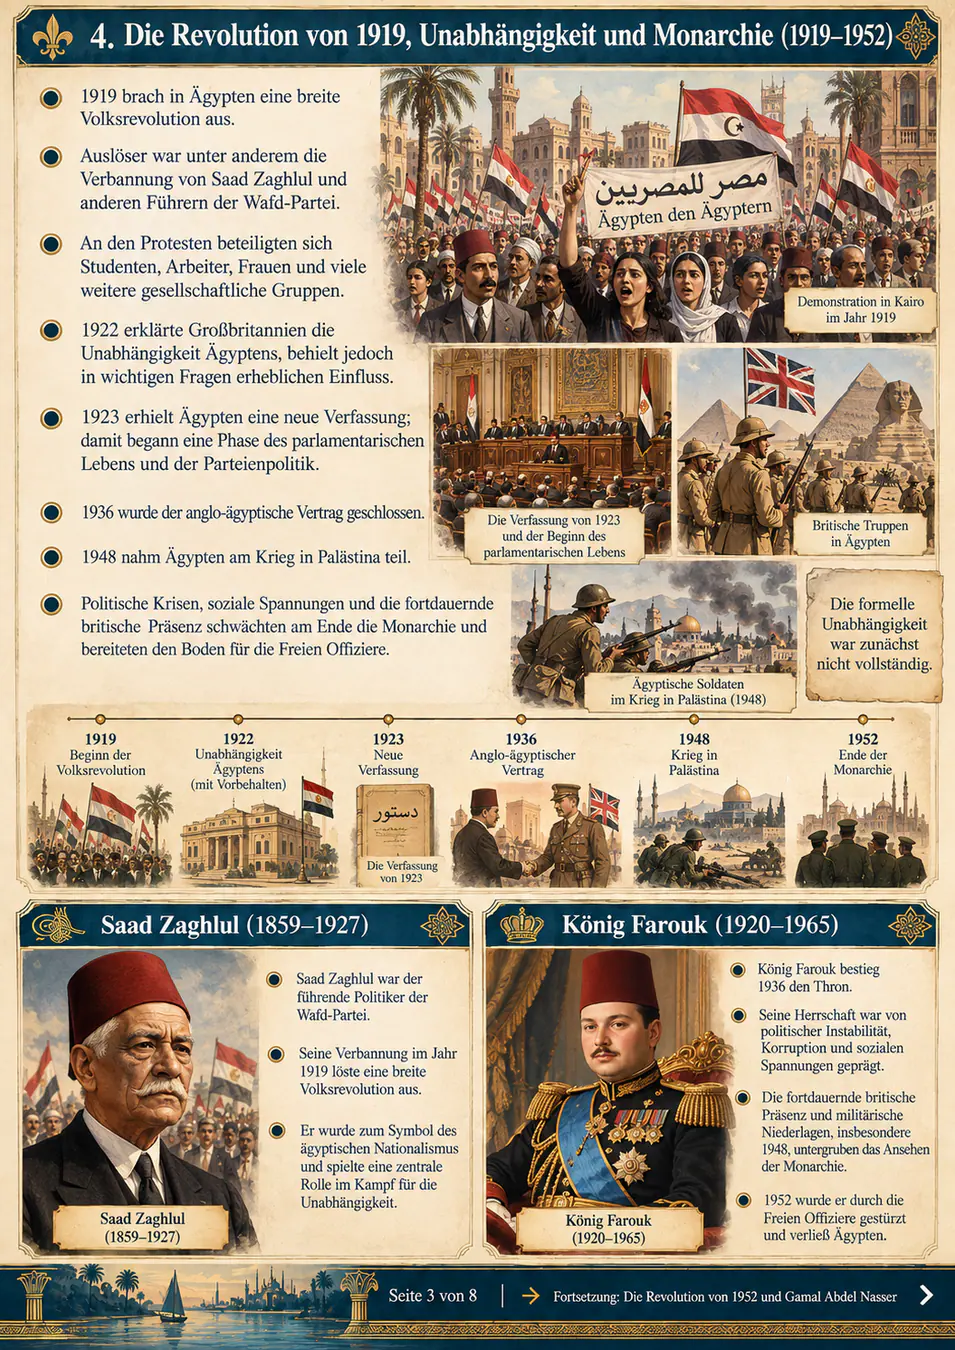 4. Die Revolution von 1919, Unabhängigkeit und Monarchie (1919–1952)
1919 brach in Ägypten eine breite
Volksrevolution aus.
Auslöser war unter anderem die
Verbannung von Saad Zaghlul und
anderen Führern der Wafd-Partei.
An den Protesten beteiligten sich
Studenten, Arbeiter, Frauen und viele
weitere gesellschaftliche Gruppen.
1922 erklärte Großbritannien die
Unabhängigkeit Ägyptens, behielt jedoch
in wichtigen Fragen erheblichen Einfluss.
1923 erhielt Ägypten eine neue Verfassung;
damit begann eine Phase des parlamentarischen
Lebens und der Parteienpolitik.
1936 wurde der anglo-ägyptische Vertrag geschlossen.
1948 nahm Ägypten am Krieg in Palästina teil.
Politische Krisen, soziale Spannungen und die fortdauernde
britische Präsenz schwächten am Ende die Monarchie und
bereiteten den Boden für die Freien Offiziere.
مصر للمصريين
Ägypten den Ägyptern
Demonstration in Kairo
im Jahr 1919
Die Verfassung von 1923
und der Beginn des
parlamentarischen Lebens
Britische Truppen
in Ägypten
Ägyptische Soldaten
im Krieg in Palästina (1948)
Die formelle
Unabhängigkeit
war zunächst
nicht vollständig.
1919
Beginn der
Volksrevolution
1922
Unabhängigkeit
Ägyptens
(mit Vorbehalten)
1923
Neue
Verfassung
دستور
Die Verfassung
von 1923
1936
Anglo-ägyptischer
Vertrag
1948
Krieg in
Palästina
1952
Ende der
Monarchie
Saad Zaghlul (1859–1927)
Saad Zaghlul war der
führende Politiker der
Wafd-Partei.
Seine Verbannung im Jahr
1919 löste eine breite
Volksrevolution aus.
Er wurde zum Symbol des
ägyptischen Nationalismus
und spielte eine zentrale
Rolle im Kampf für die
Unabhängigkeit.
Saad Zaghlul
(1859–1927)
König Farouk (1920–1965)
König Farouk bestieg
1936 den Thron.
Seine Herrschaft war von
politischer Instabilität,
Korruption und sozialen
Spannungen geprägt.
Die fortdauernde britische
Präsenz und militärische
Niederlagen, insbesondere
1948, untergruben das Ansehen
der Monarchie.
1952 wurde er durch die
Freien Offiziere gestürzt
und verließ Ägypten.
König Farouk
(1920–1965)
Seite 3 von 8
Fortsetzung: Die Revolution von 1952 und Gamal Abdel Nasser